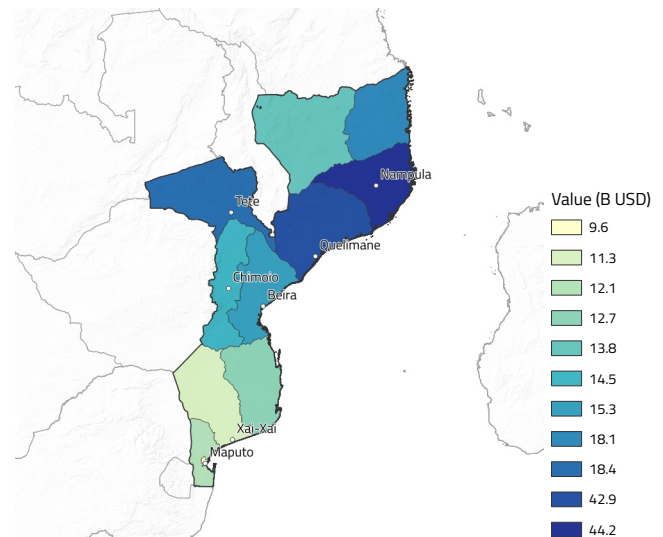 Nampula
Tete
Quelimane
Chimoio
Beira
Xai-Xai
Maputo
Value (B USD)
9.6
11.3
12.1
12.7
13.8
14.5
15.3
18.1
18.4
42.9
44.2